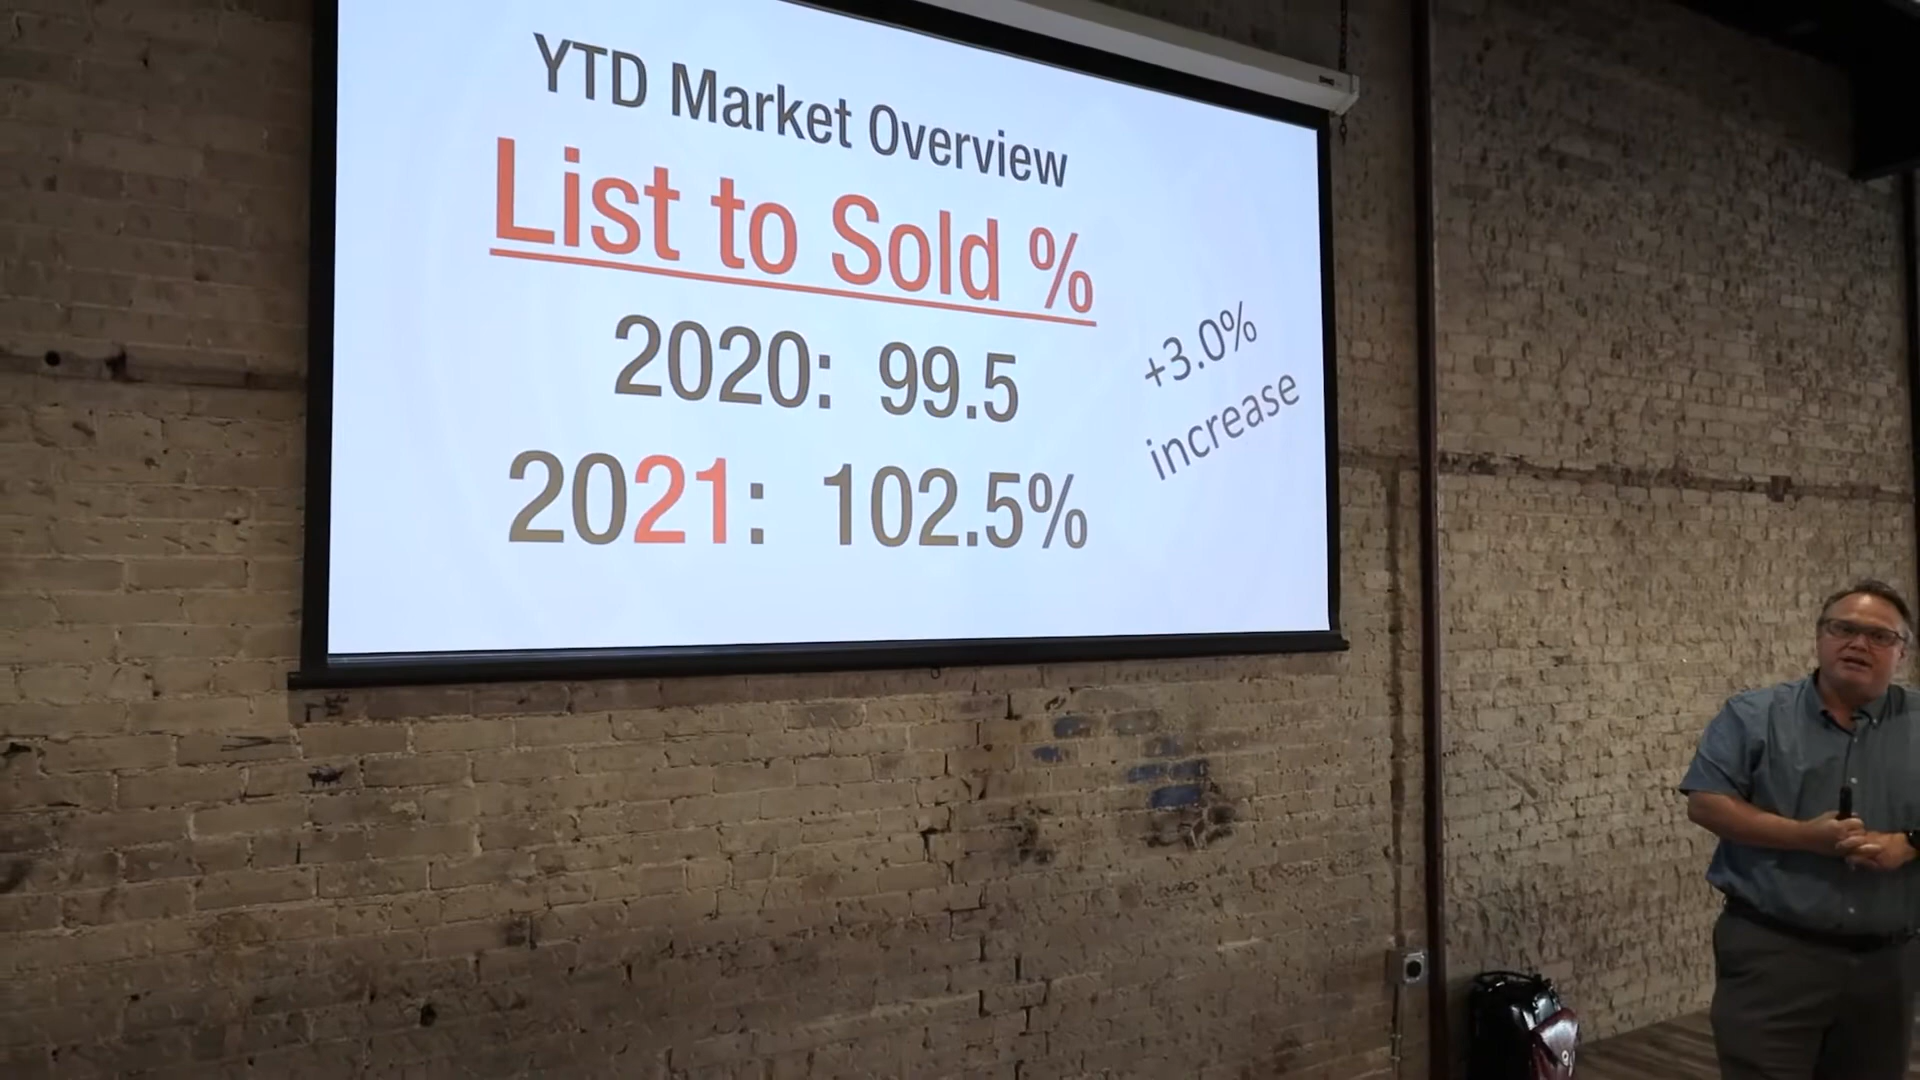 YTD Market Overview
List to Sold %
2020: 99.5
2021: 102.5%
+3.0%
increase